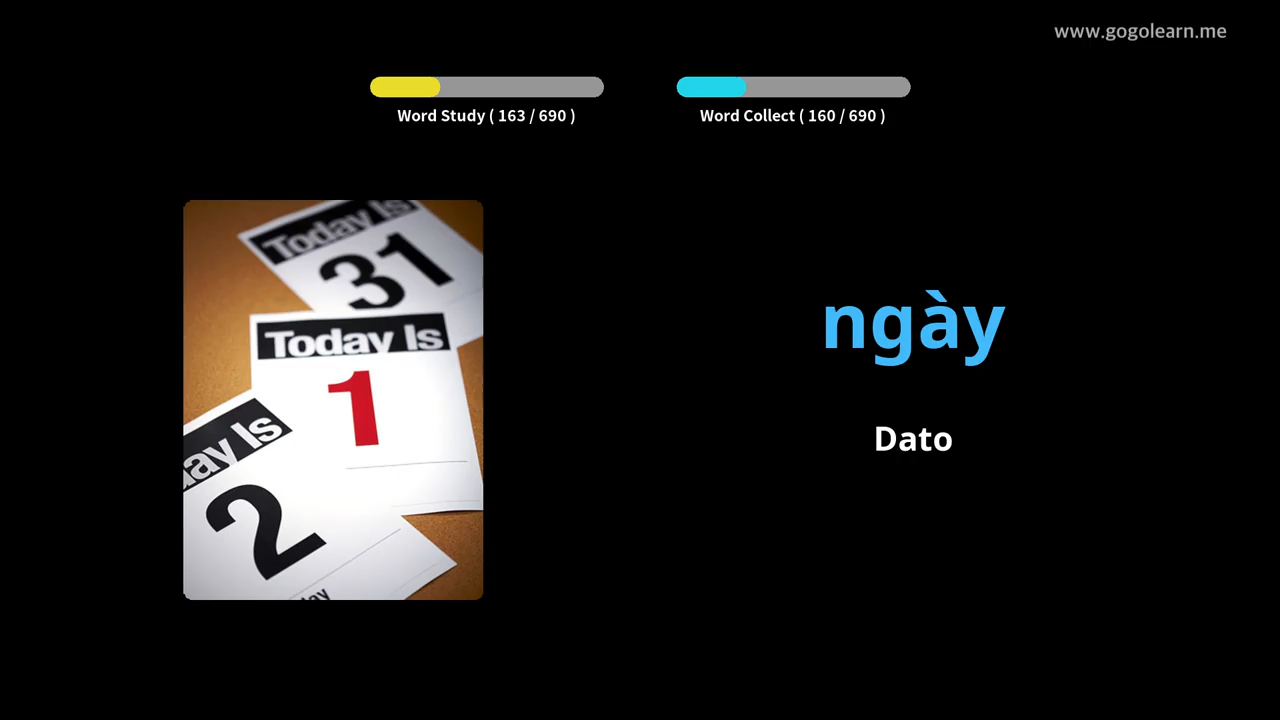 www.gogolearn.me
Word Study ( 163 / 690 )
Word Collect ( 160 / 690 )
Today Is
31
Today Is
1
ay Is
2
ngày
Dato